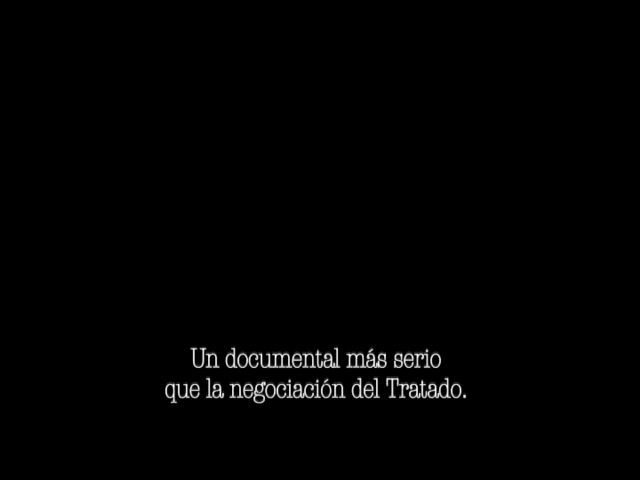 Un documental más serio
que la negociación del Tratado.